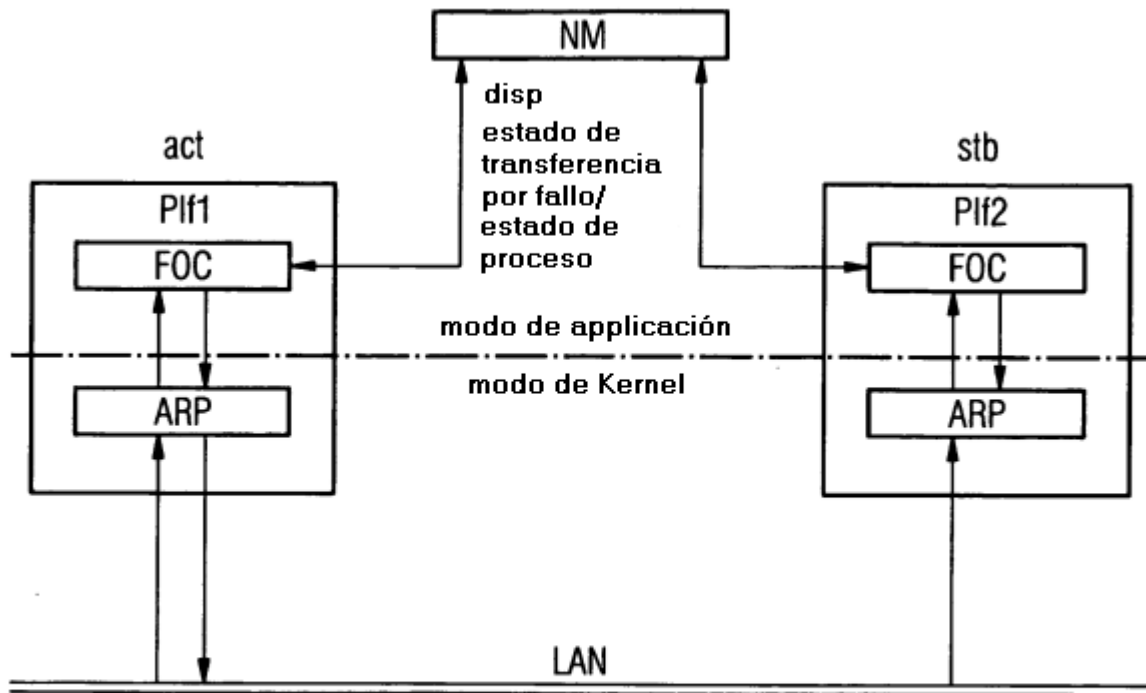 NM
disp
estado de
transferencia
por fallo/
estado de
proceso
act
stb
Plf1
Plf2
FOC
FOC
modo de applicación
modo de Kernel
ARP
ARP
LAN